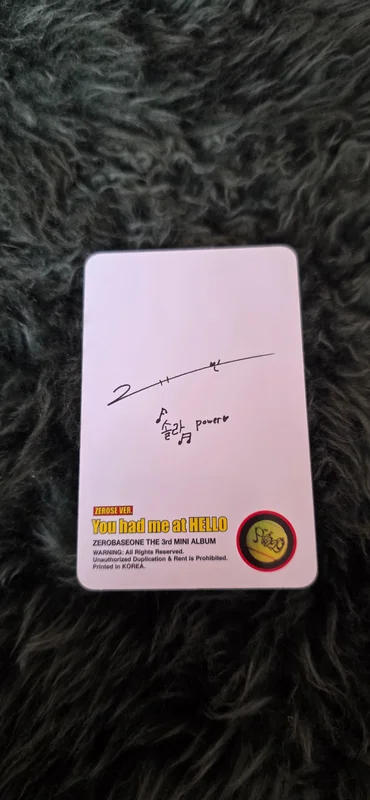 솔라 power♥
ZEROSE VER.
You had me at HELLO
ZEROBASEONE THE 3rd MINI ALBUM
WARNING: All Rights Reserved.
Unauthorized Duplication & Rent is Prohibited.
Printed in KOREA.